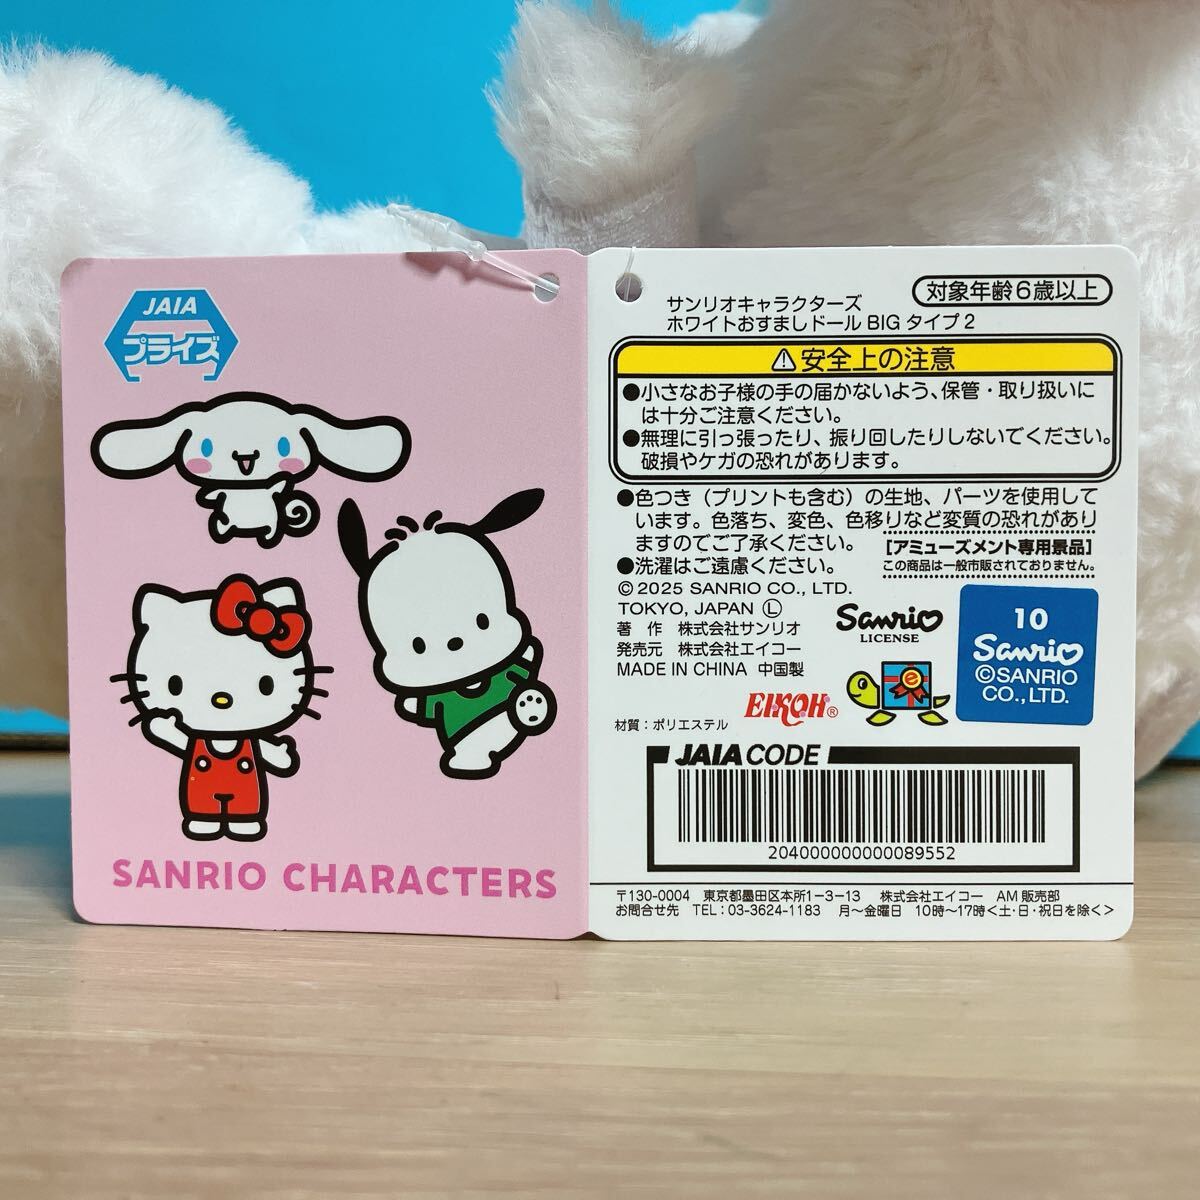 JAIA
プライズ
SANRIO CHARACTERS
サンリオキャラクターズ
ホワイトおすましドール BIG タイプ2
対象年齢6歳以上
⚠安全上の注意
●小さなお子様の手の届かないよう、保管・取り扱いに
は十分ご注意ください。
●無理に引っ張ったり、振り回したりしないでください。
破損やケガの恐れがあります。
●色つき（プリントも含む）の生地、パーツを使用して
います。色落ち、変色、色移りなど変質の恐れがあり
ますのでご了承ください。
●洗濯はご遠慮ください。
[アミューズメント専用景品]
この商品は一般市販されておりません。
© 2025 SANRIO CO., LTD.
TOKYO, JAPAN Ⓛ
著 作 株式会社サンリオ
発売元 株式会社エイコー
MADE IN CHINA 中国製
Sanrio
LICENSE
10
Sanrio
©SANRIO
CO., LTD.
e
EIKOH®
材質：ポリエステル
JAIA CODE
204000000000089552
〒130-0004 東京都墨田区本所1-3-13 株式会社エイコー AM販売部
お問合せ先 TEL：03-3624-1183 月～金曜日 10時～17時＜土・日・祝日を除く＞